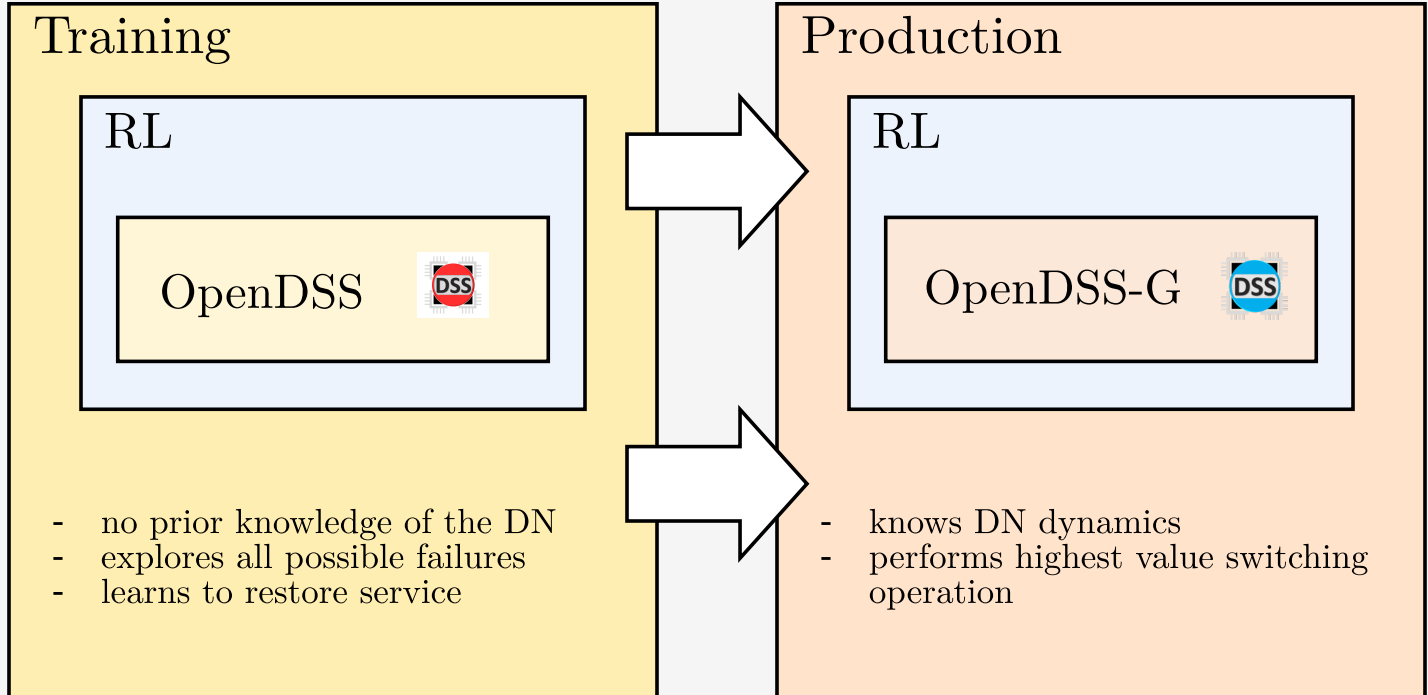 Training
RL
OpenDSS
DSS
- no prior knowledge of the DN
- explores all possible failures
- learns to restore service
Production
RL
OpenDSS-G
DSS
- knows DN dynamics
- performs highest value switching
operation